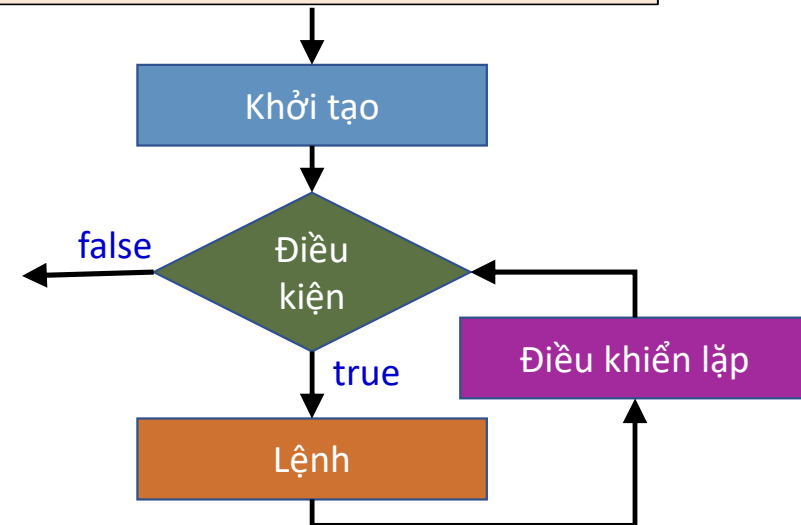 Khởi tạo
false
Điều
kiện
true
Điều khiển lặp
Lệnh